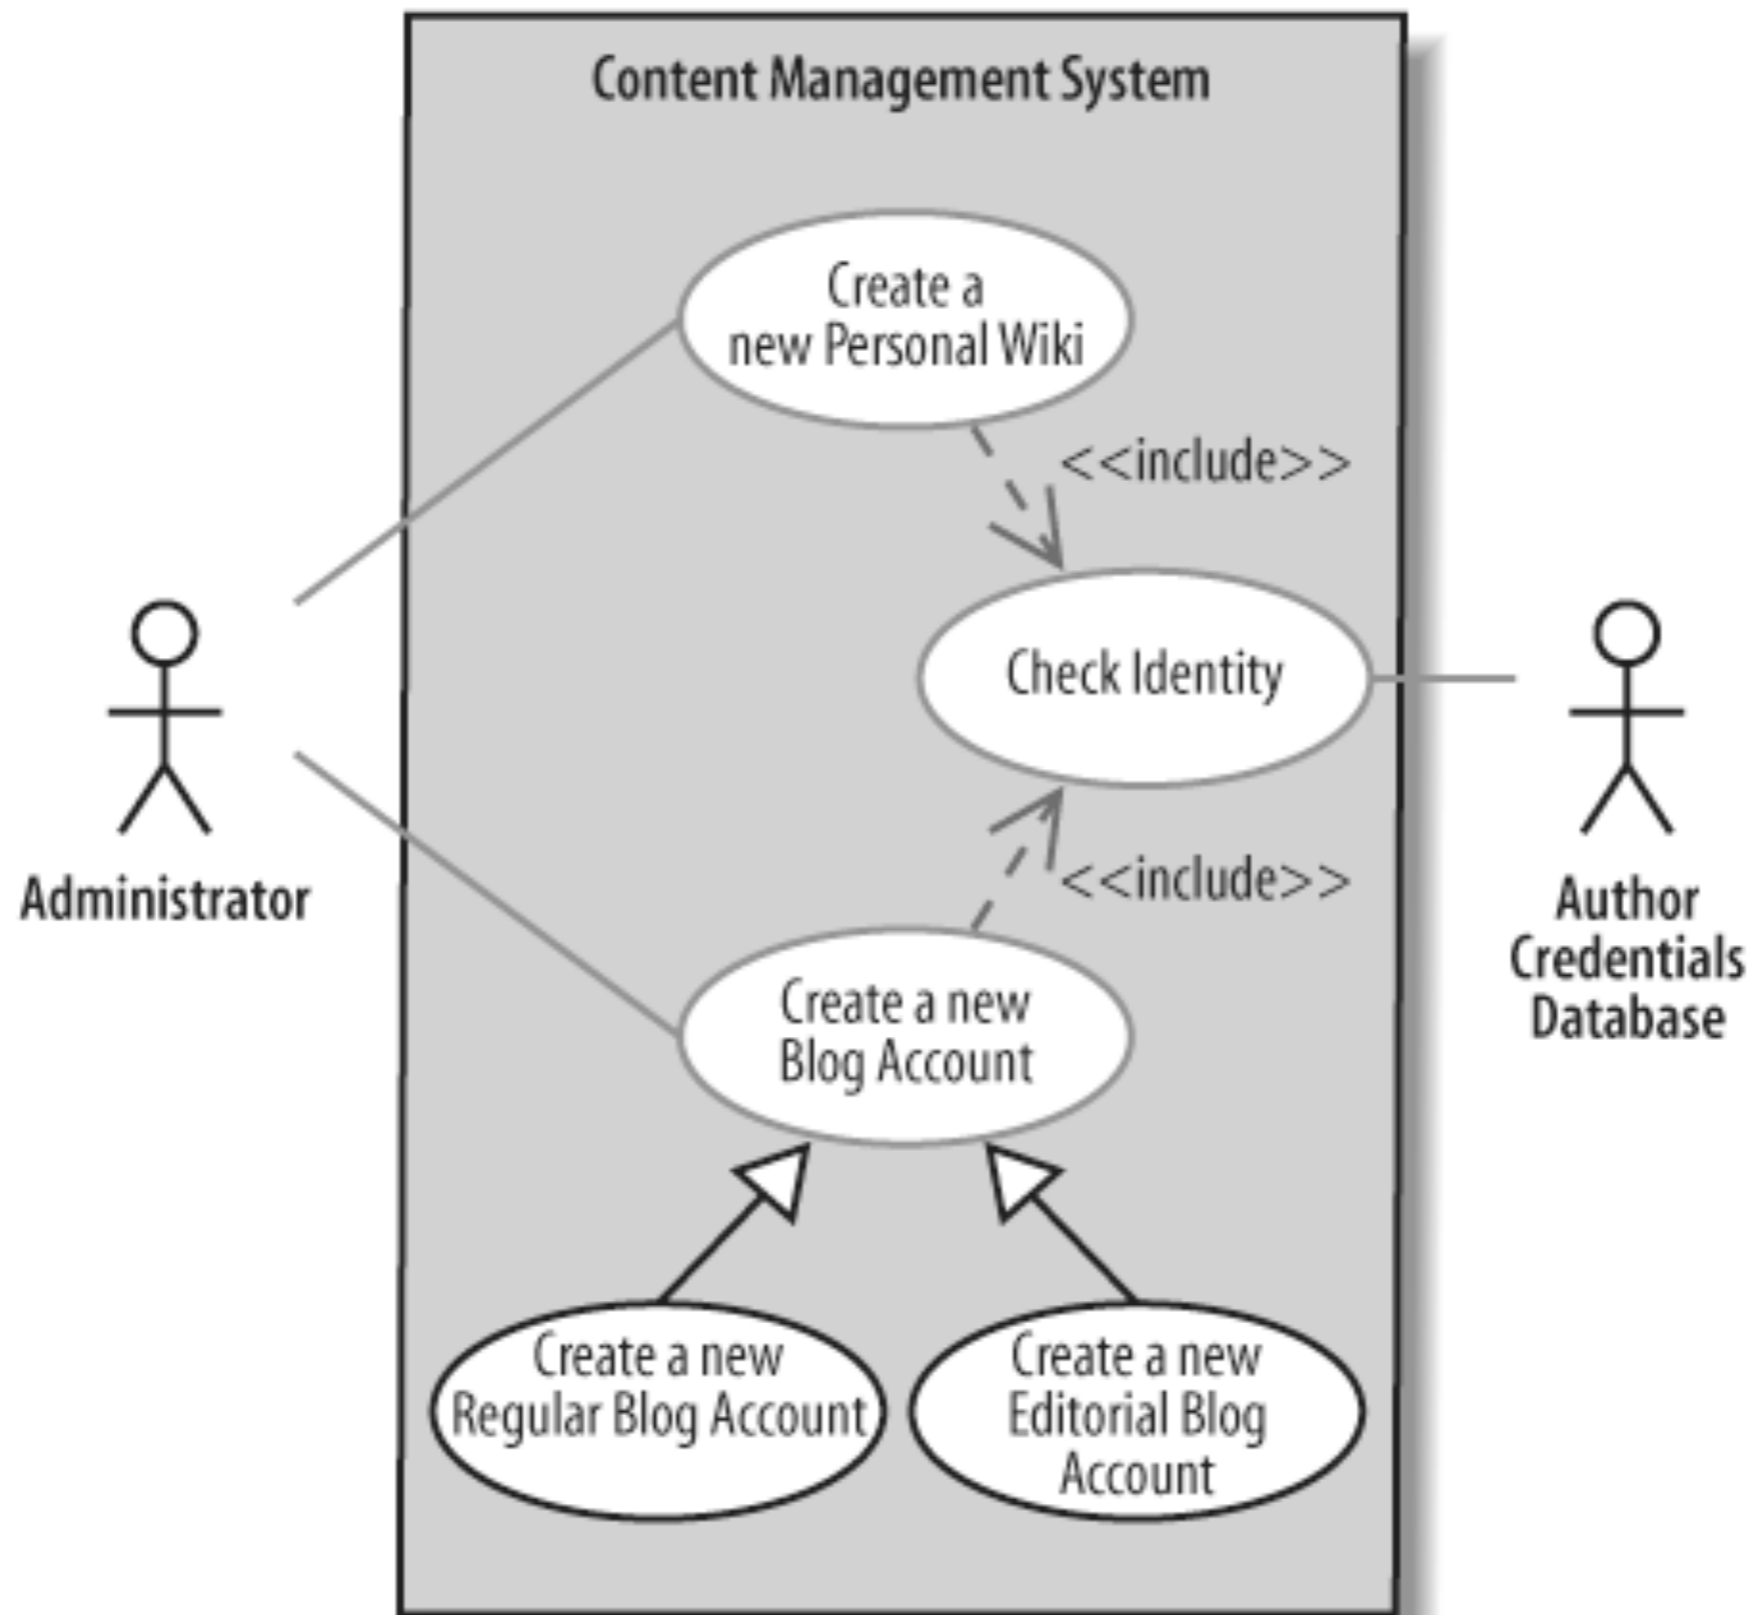 Content Management System
Create a
new Personal Wiki
<<include>>
Check Identity
Administrator
<<include>>
Author
Credentials
Database
Create a new
Blog Account
Create a new
Regular Blog Account
Create a new
Editorial Blog
Account